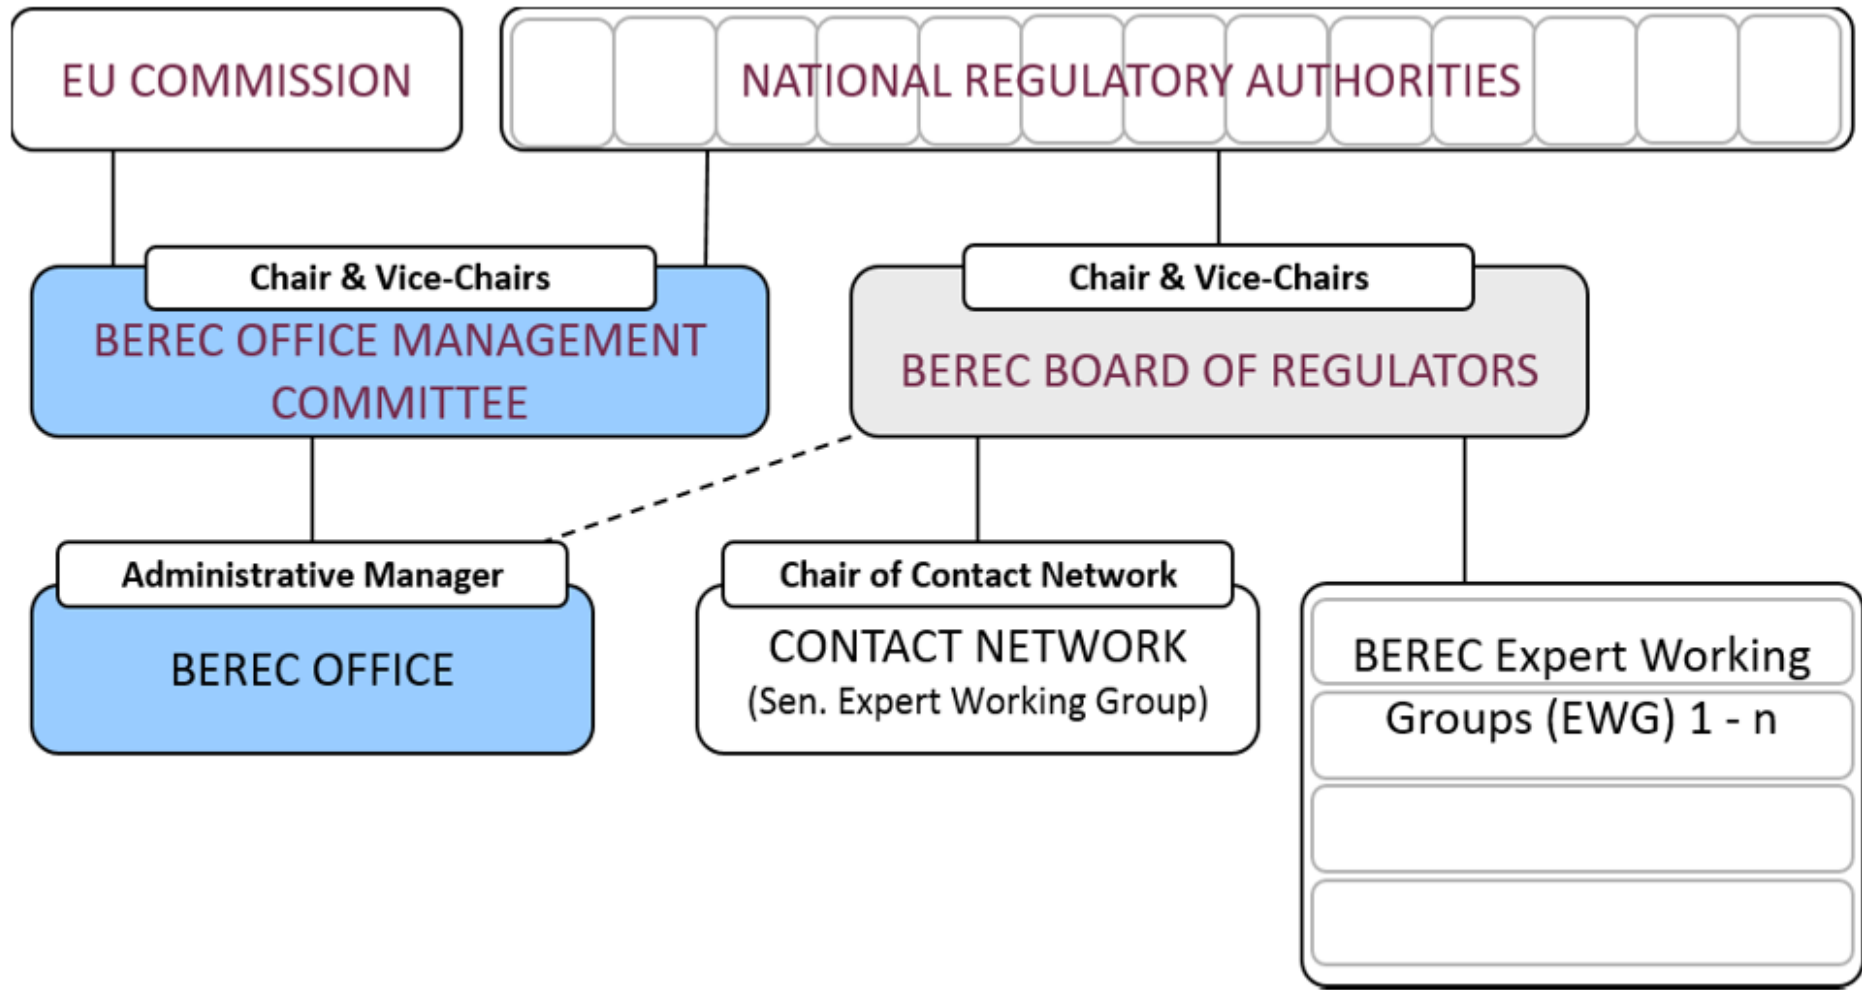 EU COMMISSION
NATIONAL REGULATORY AUTHORITIES
Chair & Vice-Chairs
BEREC OFFICE MANAGEMENT
COMMITTEE
Chair & Vice-Chairs
BEREC BOARD OF REGULATORS
Administrative Manager
BEREC OFFICE
Chair of Contact Network
CONTACT NETWORK
(Sen. Expert Working Group)
BEREC Expert Working
Groups (EWG) 1 - n